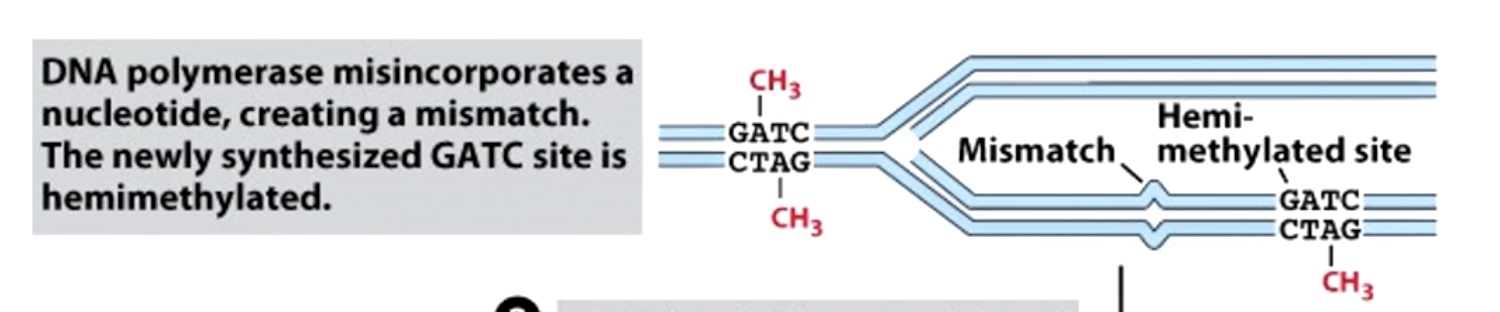 DNA polymerase misincorporates a
nucleotide, creating a mismatch.
The newly synthesized GATC site is
hemimethylated.
CH3
GATC
CTAG
CH3
Mismatch
Hemi-
methylated site
GATC
CTAG
CH3